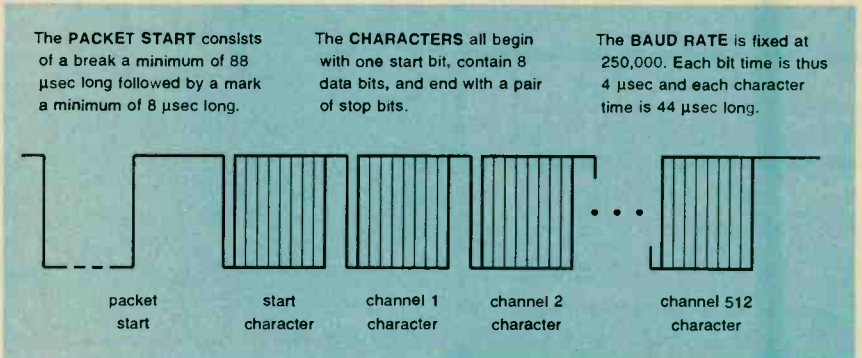 The PACKET START consists
of a break a minimum of 88
µsec long followed by a mark
a minimum of 8 µsec long.
The CHARACTERS all begin
with one start bit, contain 8
data bits, and end with a pair
of stop bits.
The BAUD RATE is fixed at
250,000. Each bit time is thus
4 µsec and each character
time is 44 µsec long.
packet
start
start
character
channel 1
character
channel 2
character
channel 512
character